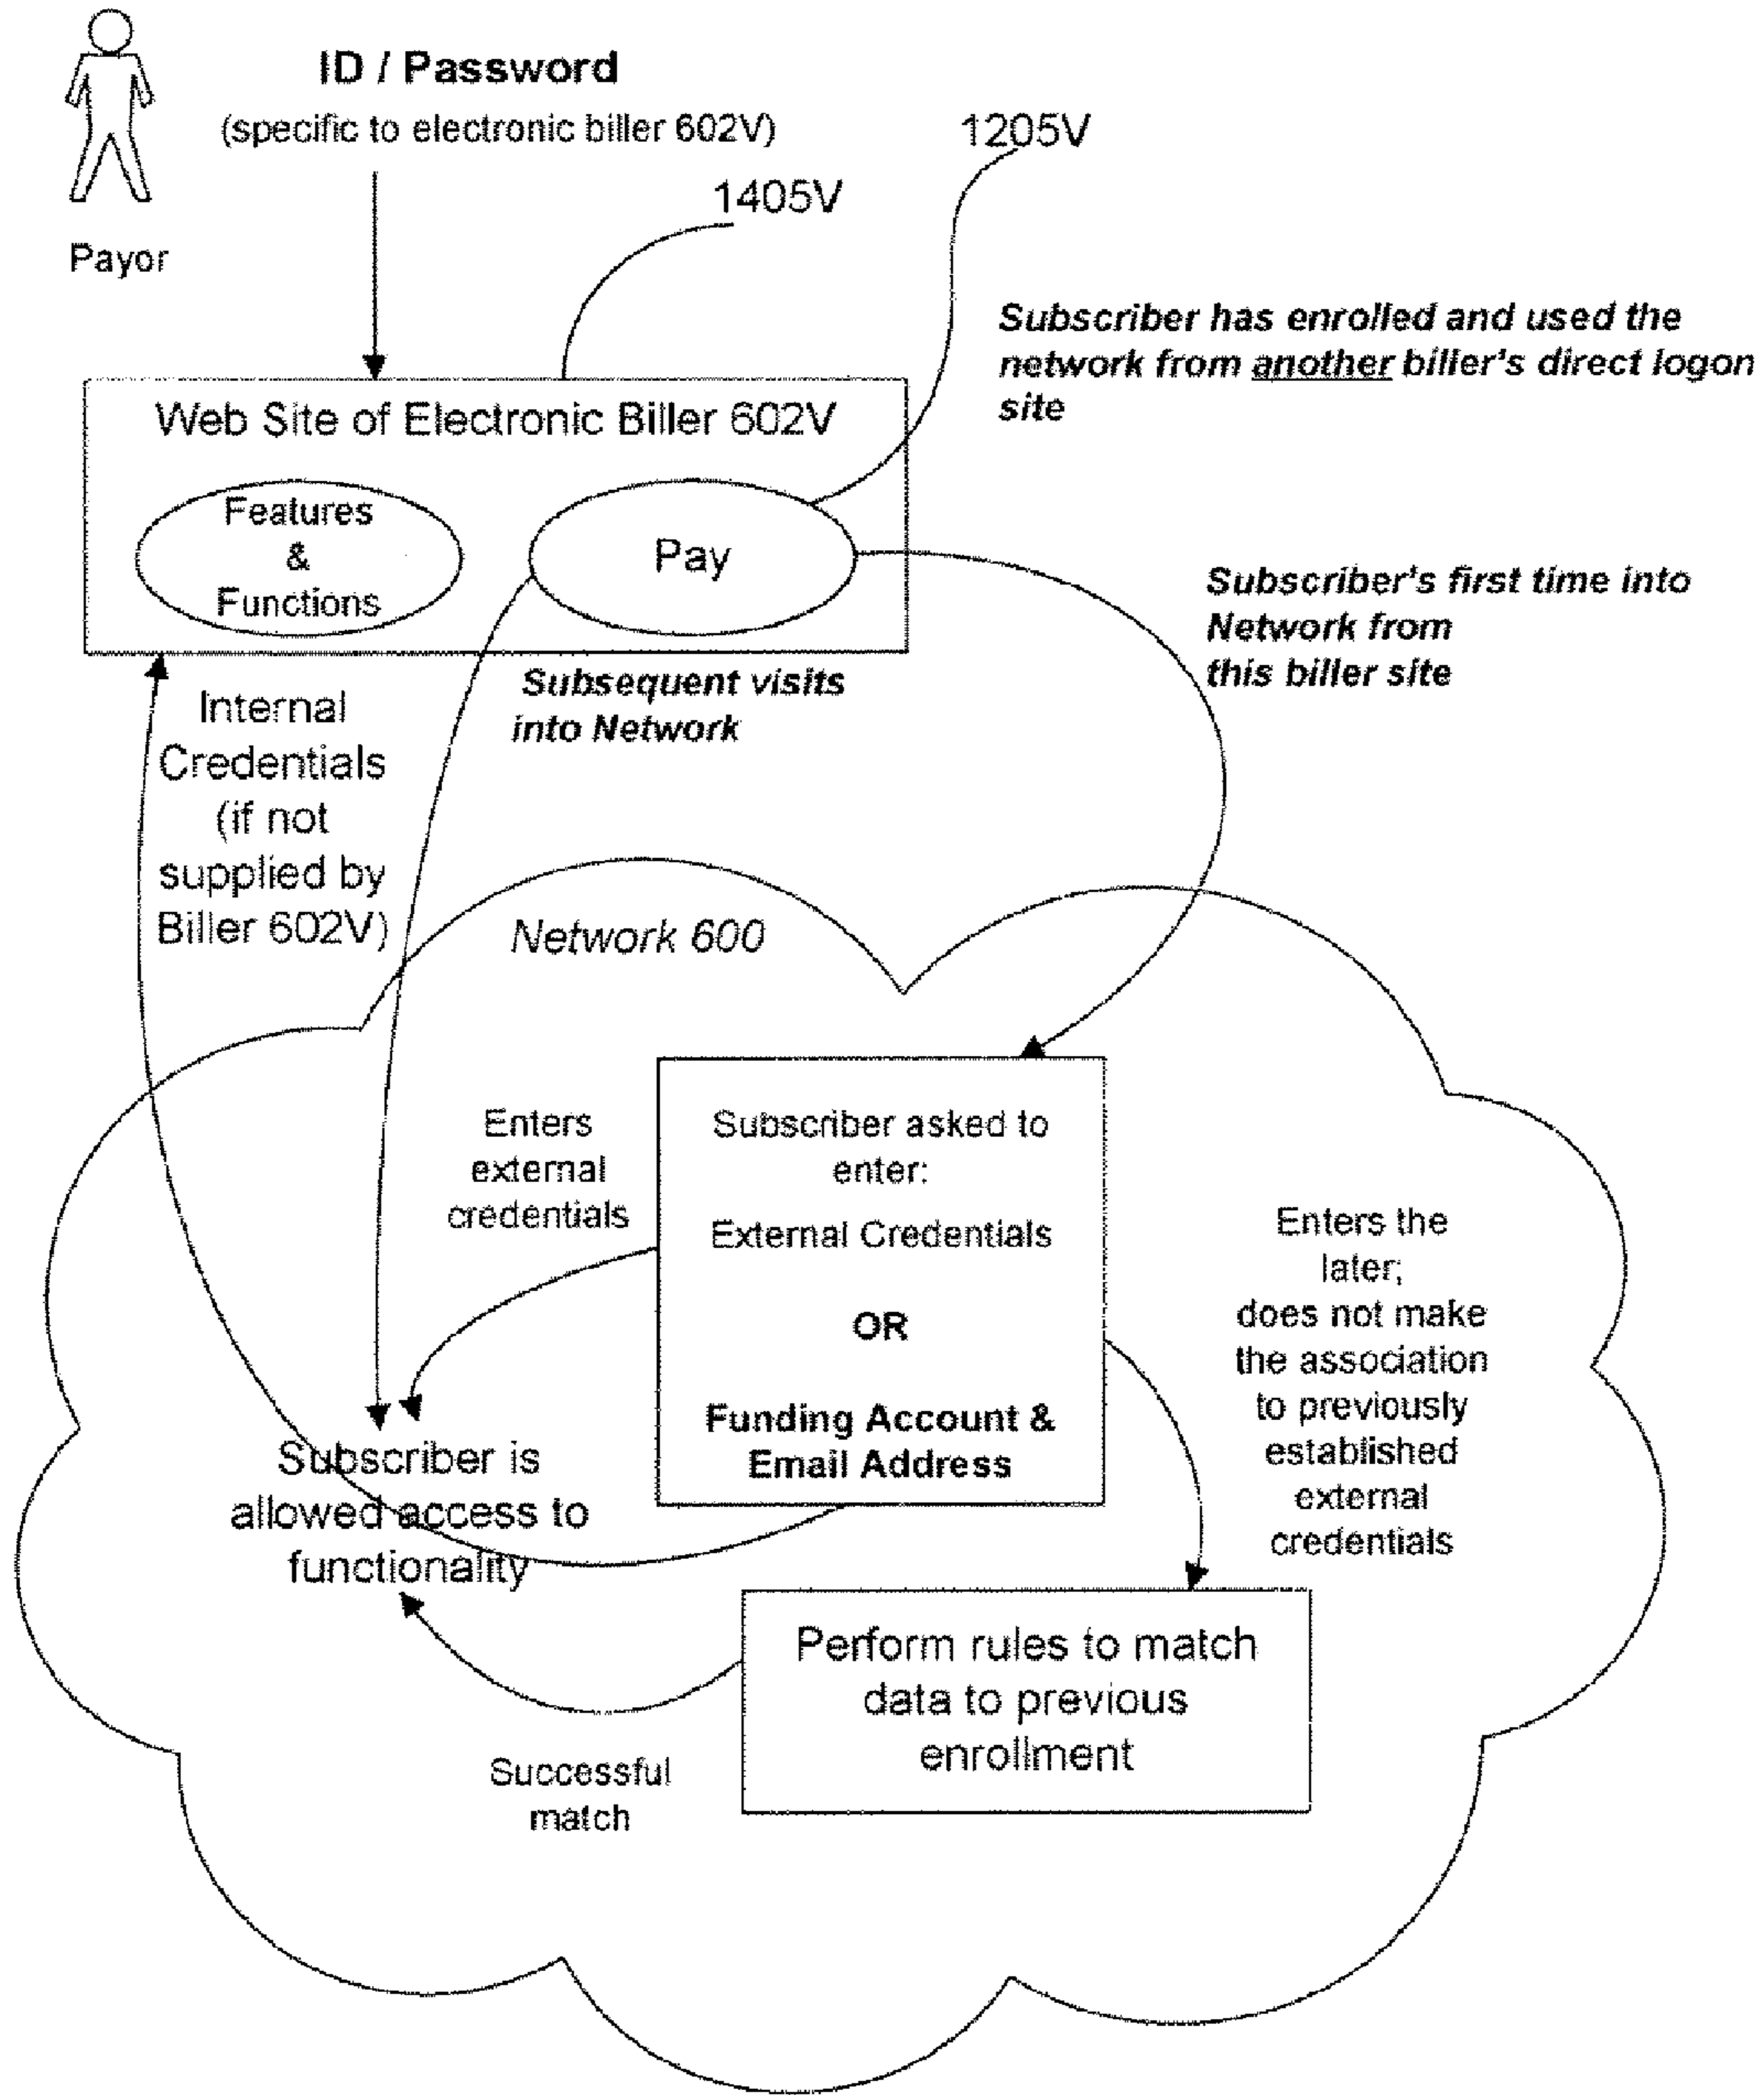 ID / Password
(specific to electronic biller 602V)
1205V
1405V
Payor
Subscriber has enrolled and used the
network from another biller's direct logon
site
Web Site of Electronic Biller 602V
Features
&
Functions
Pay
Subscriber's first time into
Network from
this biller site
Subsequent visits
into Network
Internal
Credentials
(if not
supplied by
Biller 602V)
Network 600
Enters
external
credentials
Subscriber asked to
enter:
External Credentials
OR
Funding Account &
Email Address
Enters the
later;
does not make
the association
to previously
established
external
credentials
Subscriber is
allowed access to
functionality
Perform rules to match
data to previous
enrollment
Successful
match